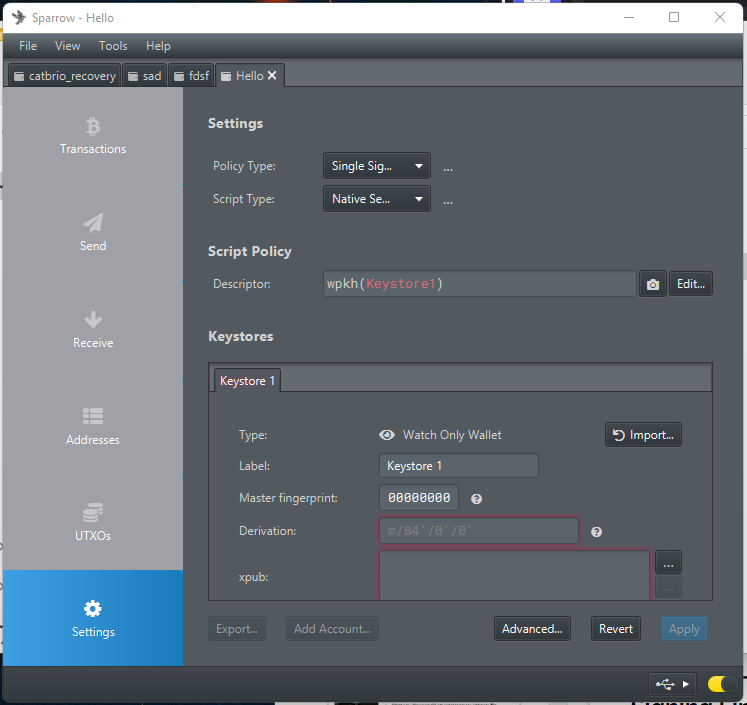 Sparrow - Hello
File View Tools Help
catbrio_recovery sad fdsf Hello
Transactions
Send
Receive
Addresses
UTXOs
Settings
Settings
Policy Type: Single Sig... ...
Script Type: Native Se... ...
Script Policy
Descriptor: wpkh(Keystore1) Edit...
Keystores
Keystore 1
Type: Watch Only Wallet Import...
Label: Keystore 1
Master fingerprint: 00000000 ?
Derivation: m/84'/0'/0' ?
xpub: ...
...
Export... Add Account... Advanced... Revert Apply